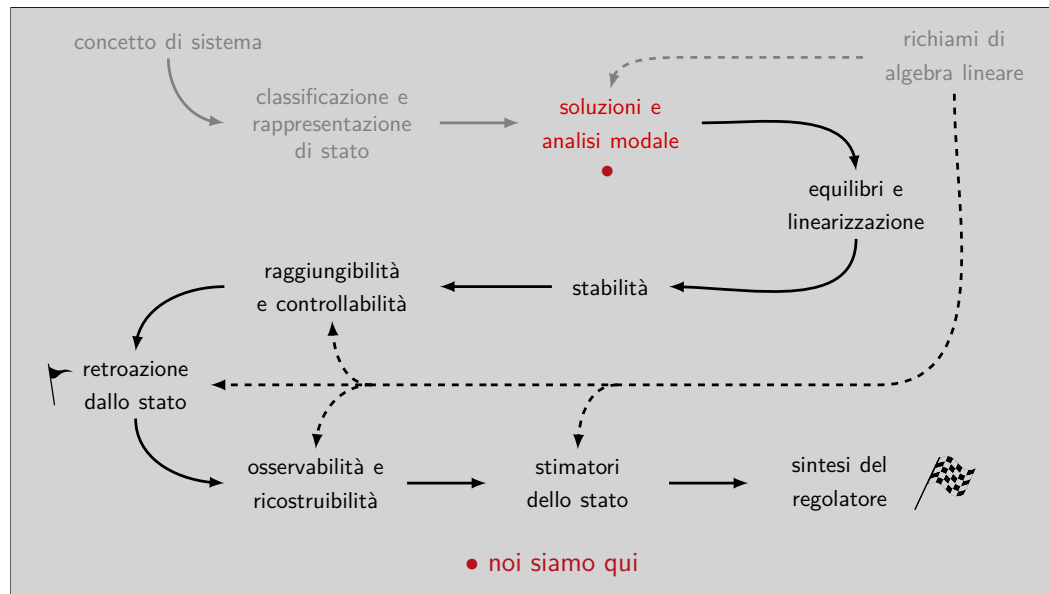 concetto di sistema
richiami di
algebra lineare
classificazione e
rappresentazione
di stato
soluzioni e
analisi modale
equilibri e
linearizzazione
raggiungibilità
e controllabilità
stabilità
retroazione
dallo stato
osservabilità e
ricostruibilità
stimatori
dello stato
sintesi del
regolatore
noi siamo qui